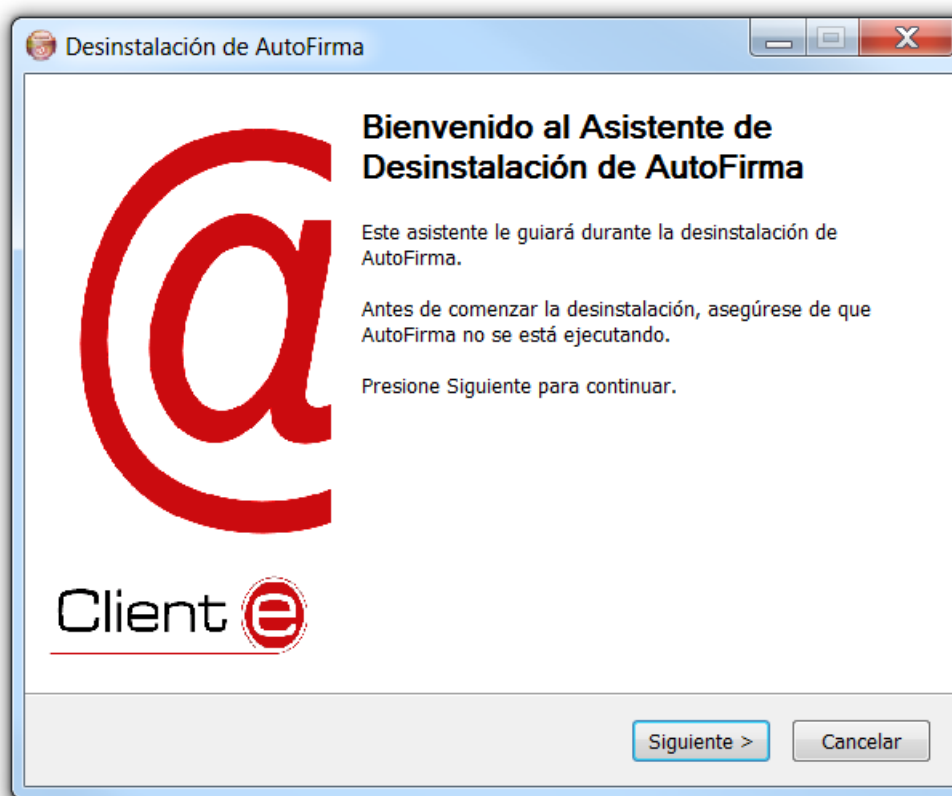 Desinstalación de AutoFirma
Bienvenido al Asistente de
Desinstalación de AutoFirma
Este asistente le guiará durante la desinstalación de
AutoFirma.
Antes de comenzar la desinstalación, asegúrese de que
AutoFirma no se está ejecutando.
Presione Siguiente para continuar.
@
Client e
Siguiente >
Cancelar